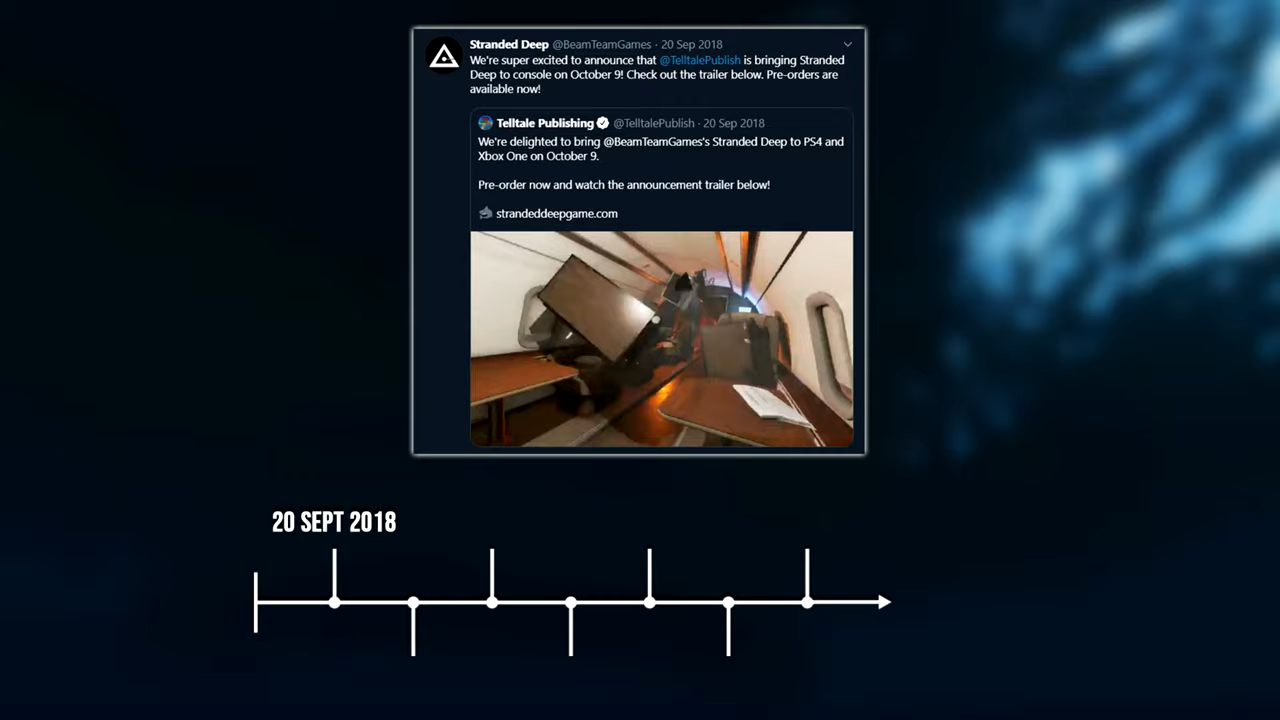 Stranded Deep @BeamTeamGames · 20 Sep 2018
We're super excited to announce that @TelltalePublish is bringing Stranded
Deep to console on October 9! Check out the trailer below. Pre-orders are
available now!
Telltale Publishing @TelltalePublish · 20 Sep 2018
We're delighted to bring @BeamTeamGames's Stranded Deep to PS4 and
Xbox One on October 9.
Pre-order now and watch the announcement trailer below!
strandeddeepgame.com
20 SEPT 2018